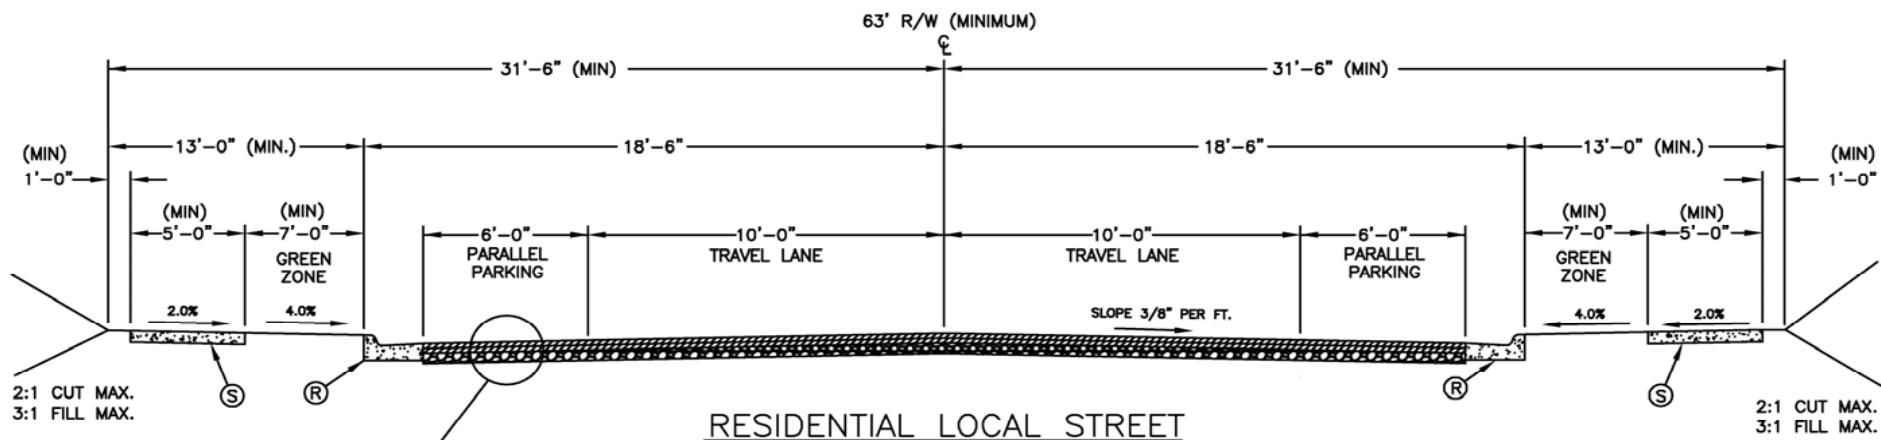 63' R/W (MINIMUM)
℄
31'-6" (MIN) 31'-6" (MIN)
(MIN) 13'-0" (MIN.) 18'-6" 18'-6" 13'-0" (MIN.) (MIN)
1'-0" 1'-0"
(MIN) (MIN) (MIN) (MIN)
5'-0" 7'-0" 6'-0" 10'-0" 10'-0" 6'-0" 7'-0" 5'-0"
GREEN PARALLEL TRAVEL LANE TRAVEL LANE PARALLEL GREEN
ZONE PARKING PARKING ZONE
2.0% 4.0% SLOPE 3/8" PER FT. 4.0% 2.0%
S R R S
2:1 CUT MAX. 2:1 CUT MAX.
3:1 FILL MAX. 3:1 FILL MAX.
RESIDENTIAL LOCAL STREET